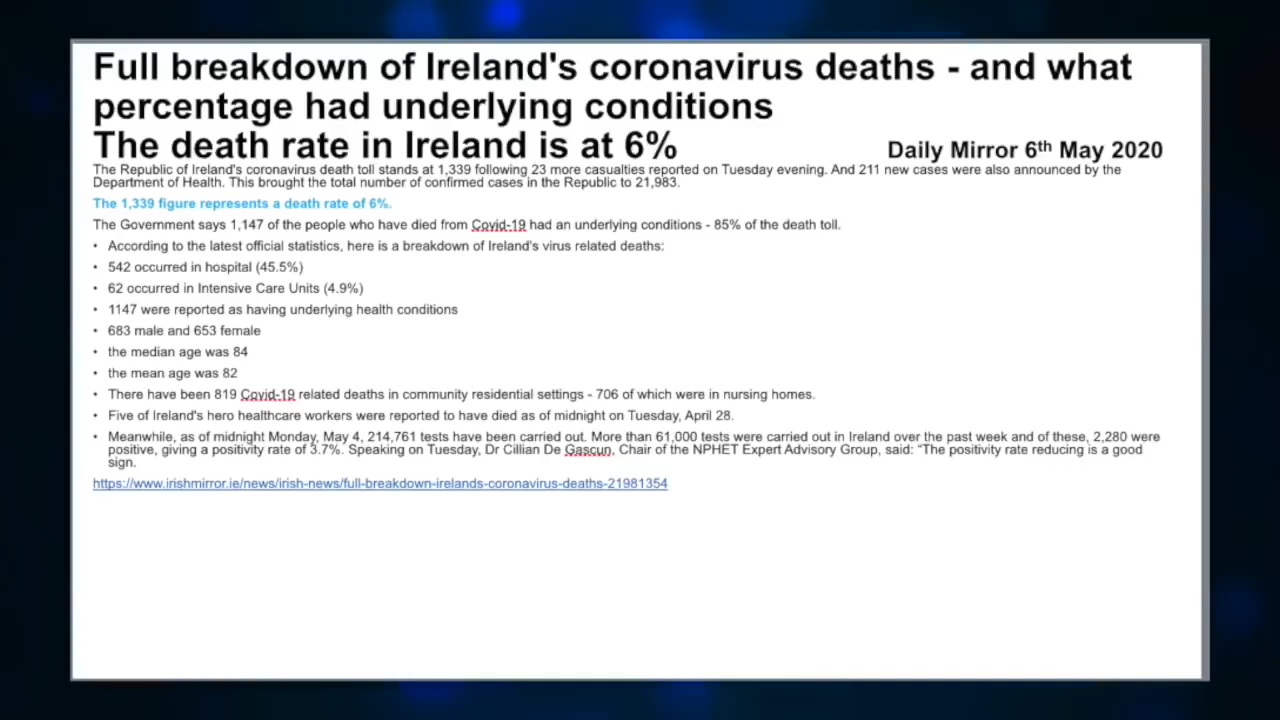 Full breakdown of Ireland's coronavirus deaths - and what
percentage had underlying conditions
The death rate in Ireland is at 6%
Daily Mirror 6th May 2020
The Republic of Ireland's coronavirus death toll stands at 1,339 following 23 more casualties reported on Tuesday evening. And 211 new cases were also announced by the
Department of Health. This brought the total number of confirmed cases in the Republic to 21,983.
The 1,339 figure represents a death rate of 6%.
The Government says 1,147 of the people who have died from Covid-19 had an underlying conditions - 85% of the death toll.
• According to the latest official statistics, here is a breakdown of Ireland's virus related deaths:
• 542 occurred in hospital (45.5%)
• 62 occurred in Intensive Care Units (4.9%)
• 1147 were reported as having underlying health conditions
• 683 male and 653 female
• the median age was 84
• the mean age was 82
• There have been 819 Covid-19 related deaths in community residential settings - 706 of which were in nursing homes.
• Five of Ireland's hero healthcare workers were reported to have died as of midnight on Tuesday, April 28.
• Meanwhile, as of midnight Monday, May 4, 214,761 tests have been carried out. More than 61,000 tests were carried out in Ireland over the past week and of these, 2,280 were
positive, giving a positivity rate of 3.7%. Speaking on Tuesday, Dr Cillian De Gascun, Chair of the NPHET Expert Advisory Group, said: “The positivity rate reducing is a good
sign.
https://www.irishmirror.ie/news/irish-news/full-breakdown-irelands-coronavirus-deaths-21981354